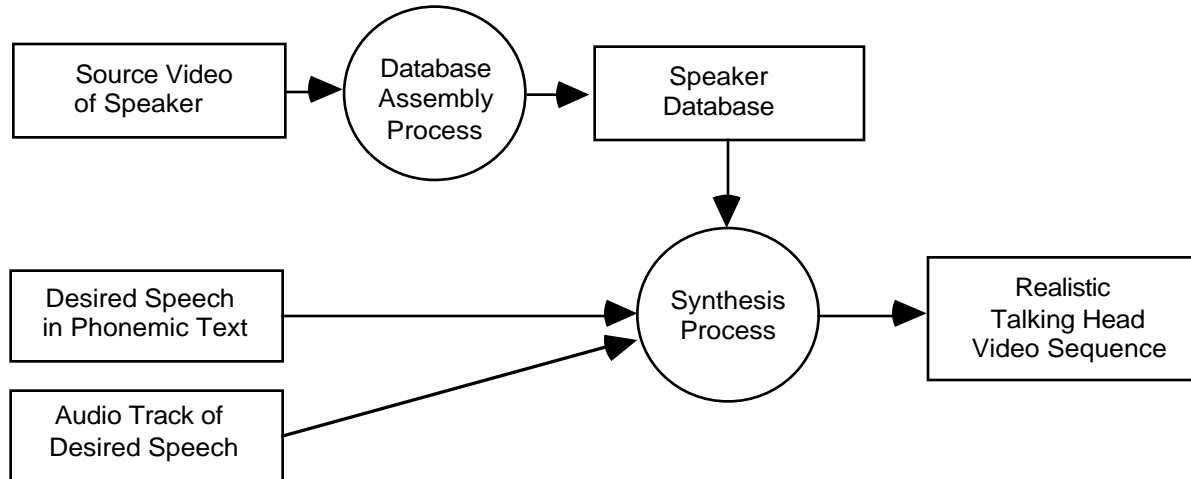 Source Video
of Speaker
Database
Assembly
Process
Speaker
Database
Desired Speech
in Phonemic Text
Synthesis
Process
Realistic
Talking Head
Video Sequence
Audio Track of
Desired Speech